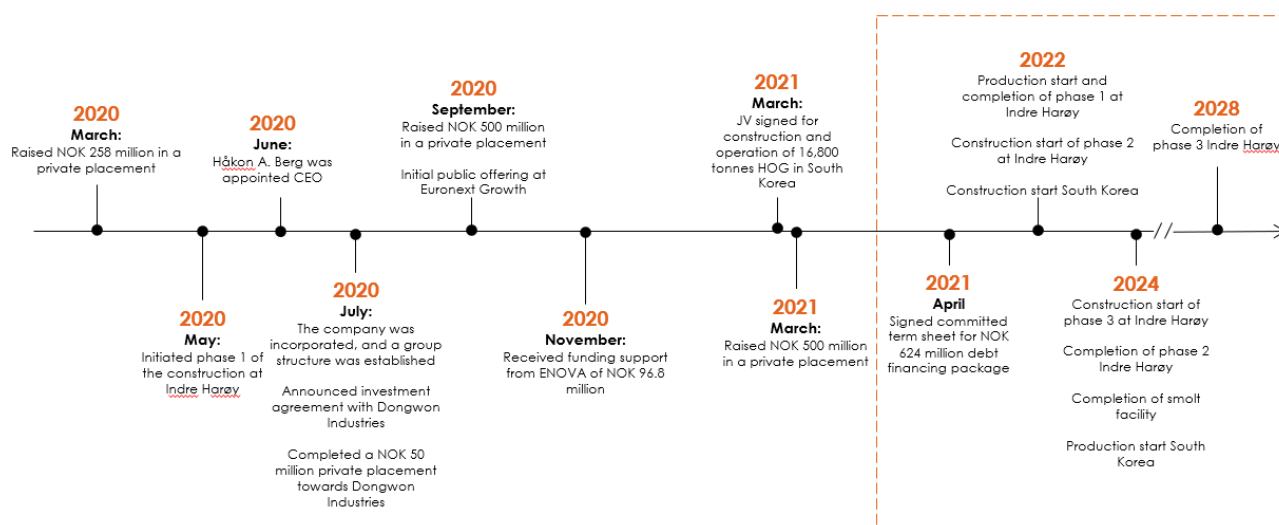 2020
March:
Raised NOK 258 million in a
private placement
2020
May:
Initiated phase 1 of
the construction at
Indre Harøy
2020
June:
Håkon A. Berg was
appointed CEO
2020
July:
The company was
incorporated, and a group
structure was established
Announced investment
agreement with Dongwon
Industries
Completed a NOK 50
million private placement
towards Dongwon
Industries
2020
September:
Raised NOK 500 million
in a private placement
Initial public offering at
Euronext Growth
2020
November:
Received funding support
from ENOVA of NOK 96.8
million
2021
March:
JV signed for
construction and
operation of 16,800
tonnes HOG in South
Korea
2021
March:
Raised NOK 500 million
in a private placement
2021
April
Signed committed
term sheet for NOK
624 million debt
financing package
2022
Production start and
completion of phase 1 at
Indre Harøy
Construction start of phase 2
at Indre Harøy
Construction start South Korea
2024
Construction start of
phase 3 at Indre Harøy
Completion of phase 2
Indre Harøy
Completion of smolt
facility
Production start South
Korea
2028
Completion of
phase 3 Indre Harøy